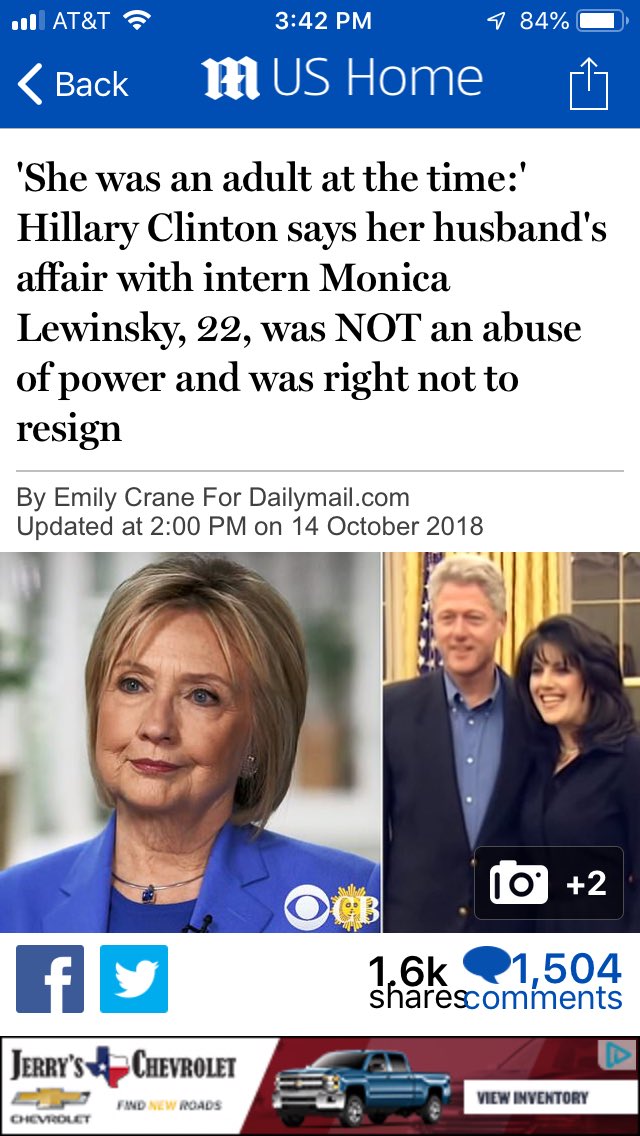 AT&T 3:42 PM 84%
Back US Home
'She was an adult at the time:'
Hillary Clinton says her husband's
affair with intern Monica
Lewinsky, 22, was NOT an abuse
of power and was right not to
resign
By Emily Crane For Dailymail.com
Updated at 2:00 PM on 14 October 2018
+2
1.6k 1,504
shares comments
JERRY'S CHEVROLET
CHEVROLET
FIND NEW ROADS
VIEW INVENTORY